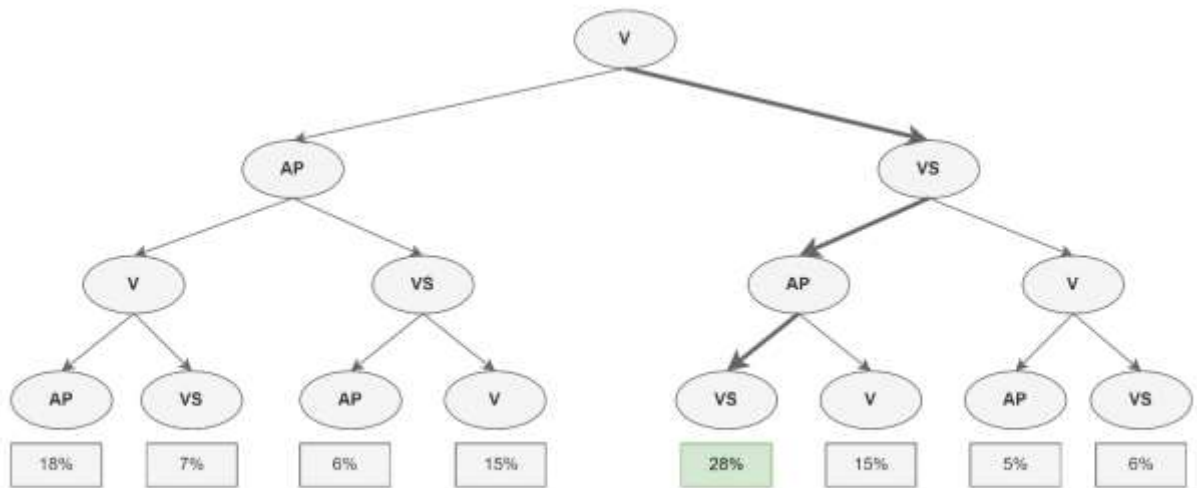 V
AP VS
V VS AP V
AP VS AP V VS V AP VS
18% 7% 6% 15% 28% 15% 5% 6%